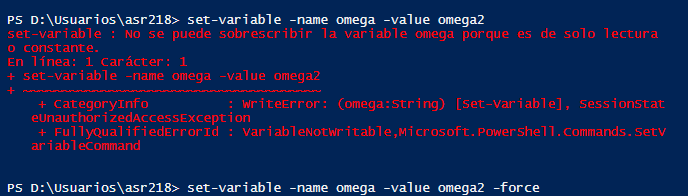 PS D:\Usuarios\asr218> set-variable -name omega -value omega2
set-variable : No se puede sobrescribir la variable omega porque es de solo lectura
o constante.
En línea: 1 Carácter: 1
+ set-variable -name omega -value omega2
+ ~~~~~~~~~~~~~~~~~~~~~~~~~~~~~~~~~~~~~~
    + CategoryInfo          : WriteError: (omega:String) [Set-Variable], SessionStat
   eUnauthorizedAccessException
    + FullyQualifiedErrorId : VariableNotWritable,Microsoft.PowerShell.Commands.SetV
   ariableCommand
PS D:\Usuarios\asr218> set-variable -name omega -value omega2 -force